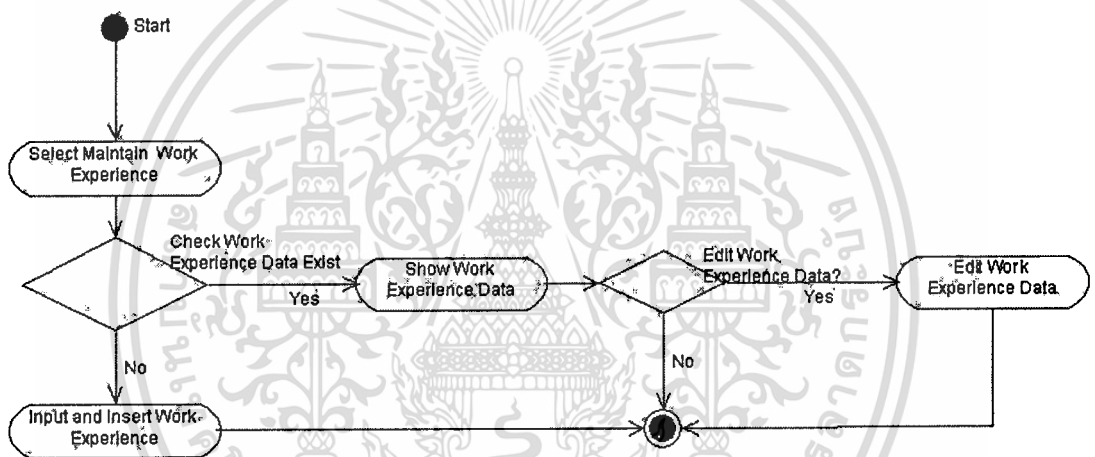 Start
Select Maintain Work
Experience
Check Work
Experience Data Exist
Yes
Show Work
Experience Data
Edit Work
Experience Data?
Yes
Edit Work
Experience Data
No
No
Input and Insert Work
Experience